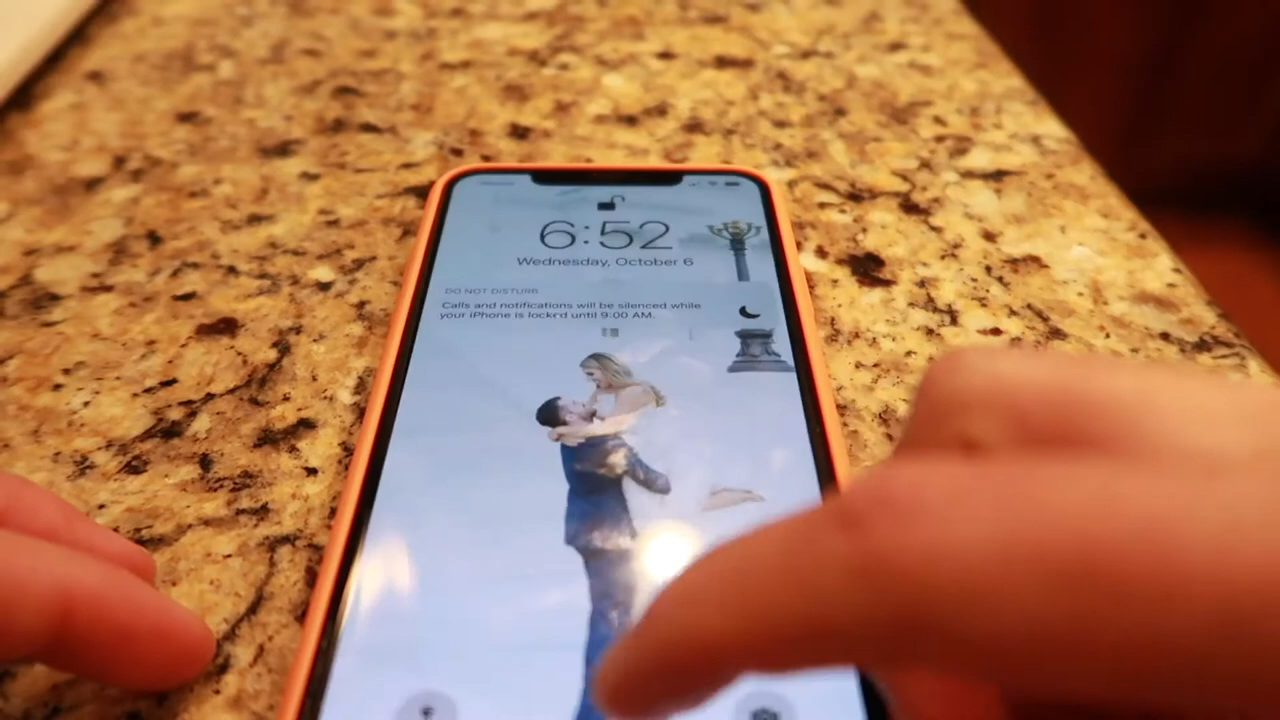 6:52
Wednesday, October 6
DO NOT DISTURB
Calls and notifications will be silenced while
your iPhone is locked until 9:00 AM.